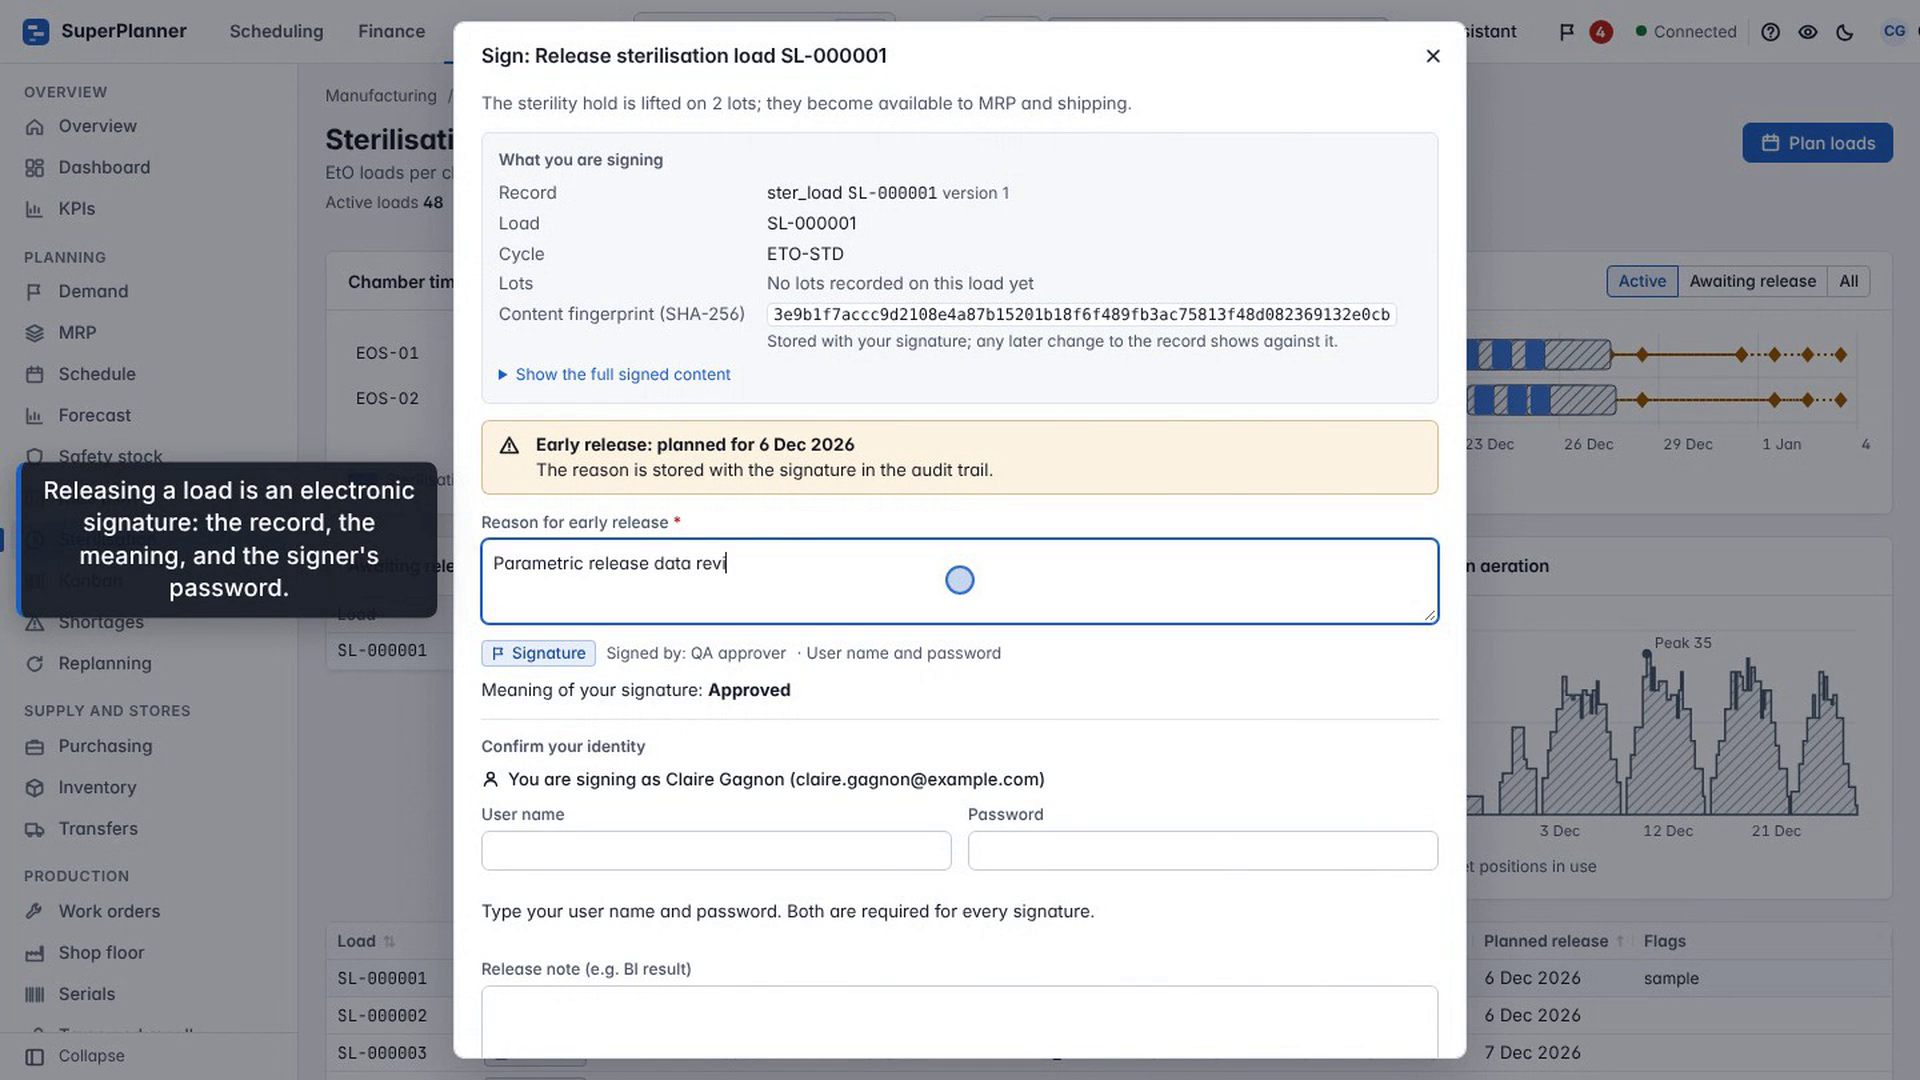 SuperPlanner
Scheduling
Finance
sistant
4
Connected
CG
OVERVIEW
Overview
Dashboard
KPIs
PLANNING
Demand
MRP
Schedule
Forecast
Safety stock
Kanban
Shortages
Replanning
SUPPLY AND STORES
Purchasing
Inventory
Transfers
PRODUCTION
Work orders
Shop floor
Serials
Collapse
Releasing a load is an electronic
signature: the record, the
meaning, and the signer's
password.
Manufacturing /
Sterilisati
EtO loads per c
Active loads 48
Plan loads
Chamber tim
Active
Awaiting release
All
EOS-01
EOS-02
23 Dec
26 Dec
29 Dec
1 Jan
4
SL-000001
n aeration
Peak 35
3 Dec
12 Dec
21 Dec
t positions in use
Load
Planned release
Flags
SL-000001
6 Dec 2026
sample
SL-000002
6 Dec 2026
SL-000003
7 Dec 2026
Sign: Release sterilisation load SL-000001
The sterility hold is lifted on 2 lots; they become available to MRP and shipping.
What you are signing
Record
ster_load SL-000001 version 1
Load
SL-000001
Cycle
ETO-STD
Lots
No lots recorded on this load yet
Content fingerprint (SHA-256)
3e9b1f7accc9d2108e4a87b15201b18f6f489fb3ac75813f48d082369132e0cb
Stored with your signature; any later change to the record shows against it.
Show the full signed content
Early release: planned for 6 Dec 2026
The reason is stored with the signature in the audit trail.
Reason for early release *
Parametric release data revi
Signature
Signed by: QA approver · User name and password
Meaning of your signature: Approved
Confirm your identity
You are signing as Claire Gagnon (claire.gagnon@example.com)
User name
Password
Type your user name and password. Both are required for every signature.
Release note (e.g. BI result)